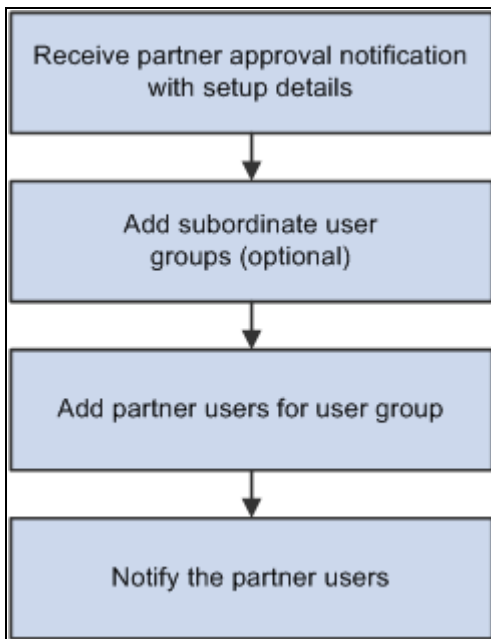 Receive partner approval notification
with setup details
Add subordinate user
groups (optional)
Add partner users for user group
Notify the partner users